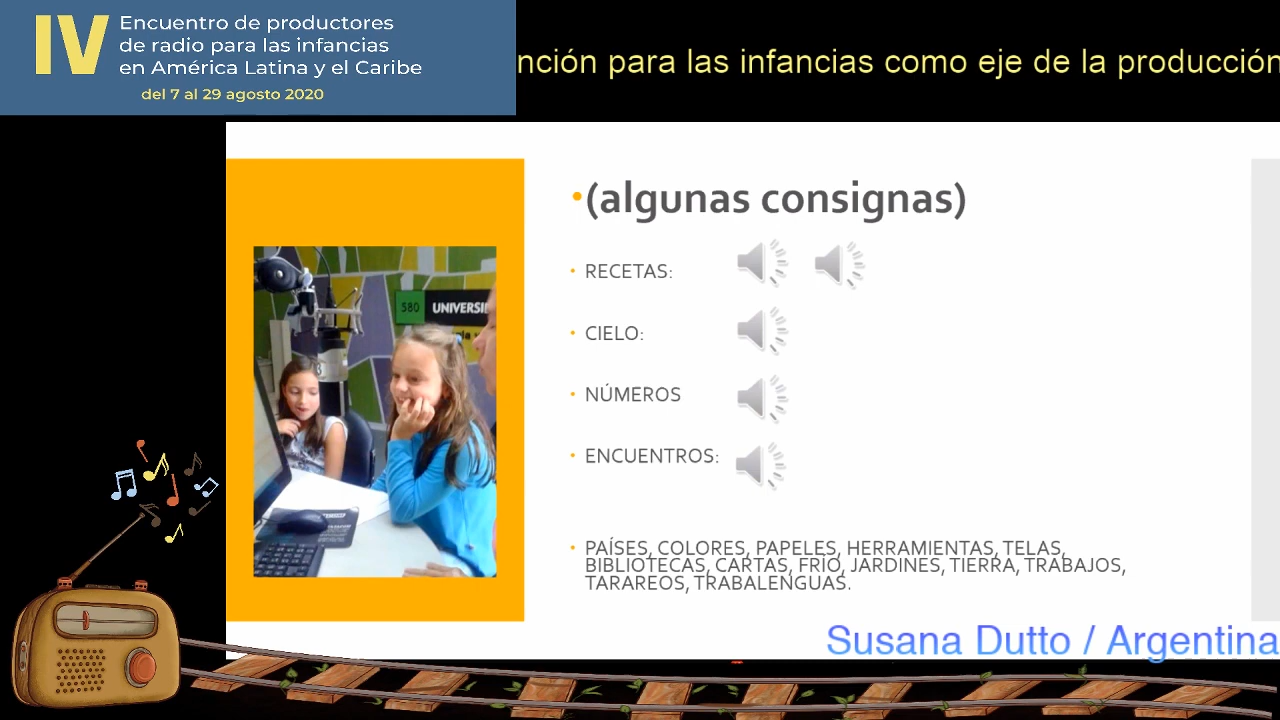 IV
Encuentro de productores
de radio para las infancias
en América Latina y el Caribe
del 7 al 29 agosto 2020
nción para las infancias como eje de la producción
•(algunas consignas)
• RECETAS:
• CIELO:
• NÚMEROS
• ENCUENTROS:
• PAÍSES, COLORES, PAPELES, HERRAMIENTAS, TELAS,
BIBLIOTECAS, CARTAS, FRIO, JARDINES, TIERRA, TRABAJOS,
TARAREOS, TRABALENGUAS.
580 UNIVERSI
Susana Dutto / Argentina